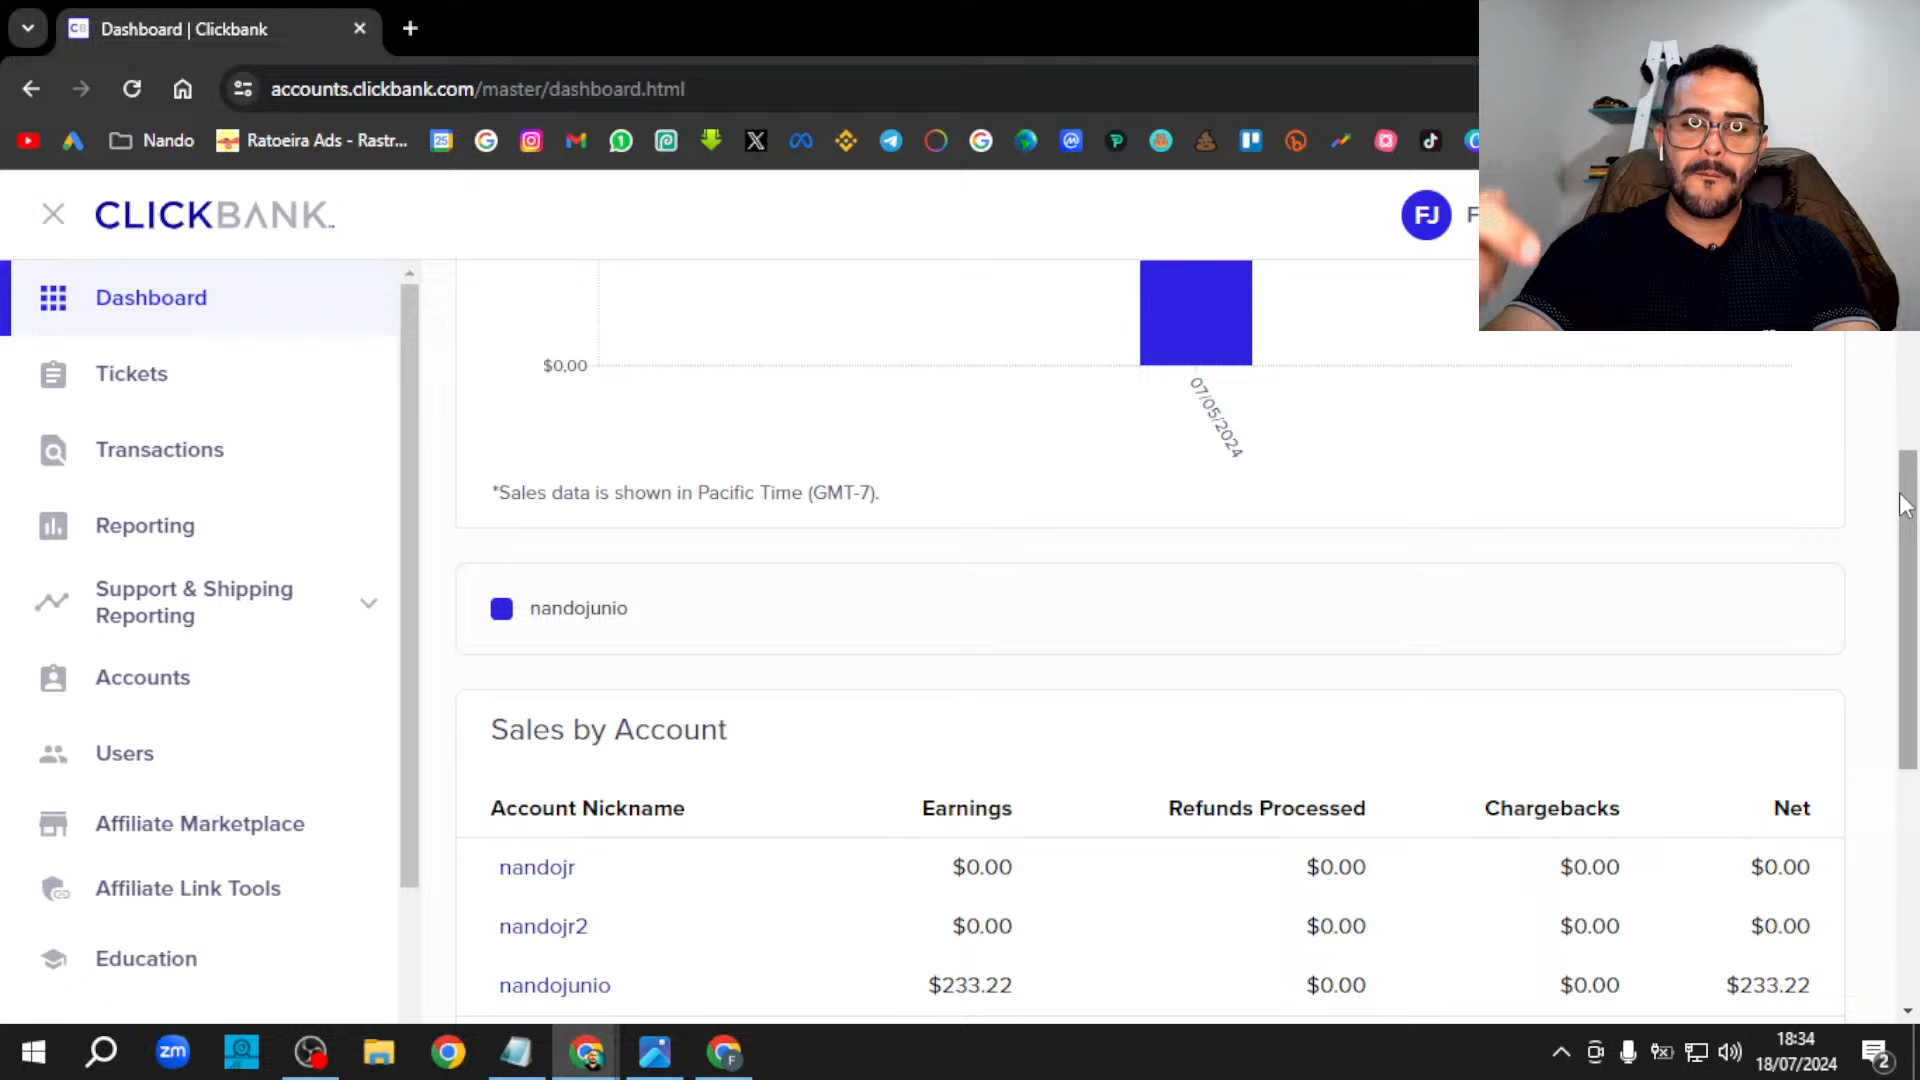 Dashboard | Clickbank
accounts.clickbank.com/master/dashboard.html
Nando
Ratoeira Ads - Rastr...
CLICKBANK
FJ
F
Dashboard
Tickets
Transactions
Reporting
Support & Shipping
Reporting
Accounts
Users
Affiliate Marketplace
Affiliate Link Tools
Education
$0,00
07/05/2024
*Sales data is shown in Pacific Time (GMT-7).
nandojunio
Sales by Account
Account Nickname Earnings Refunds Processed Chargebacks Net
nandojr $0.00 $0.00 $0.00 $0.00
nandojr2 $0.00 $0.00 $0.00 $0.00
nandojunio $233.22 $0.00 $0.00 $233.22
zm
F
18:34
18/07/2024
2